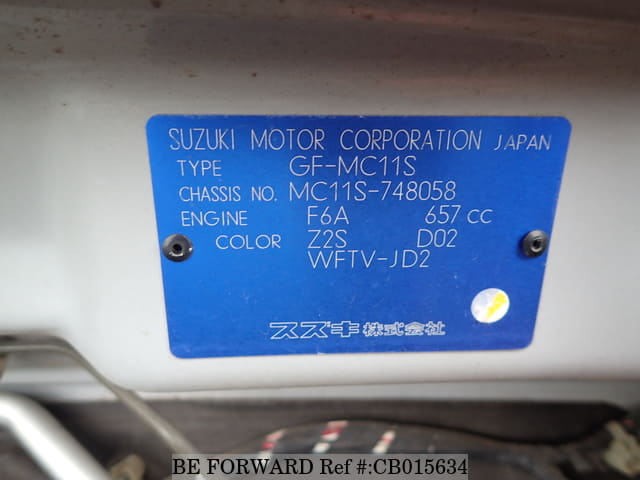 SUZUKI MOTOR CORPORATION JAPAN
TYPE GF-MC11S
CHASSIS NO. MC11S-748058
ENGINE F6A 657 CC
COLOR Z2S D02
WFTV-JD2
スズキ株式会社
BE FORWARD Ref #:CB015634